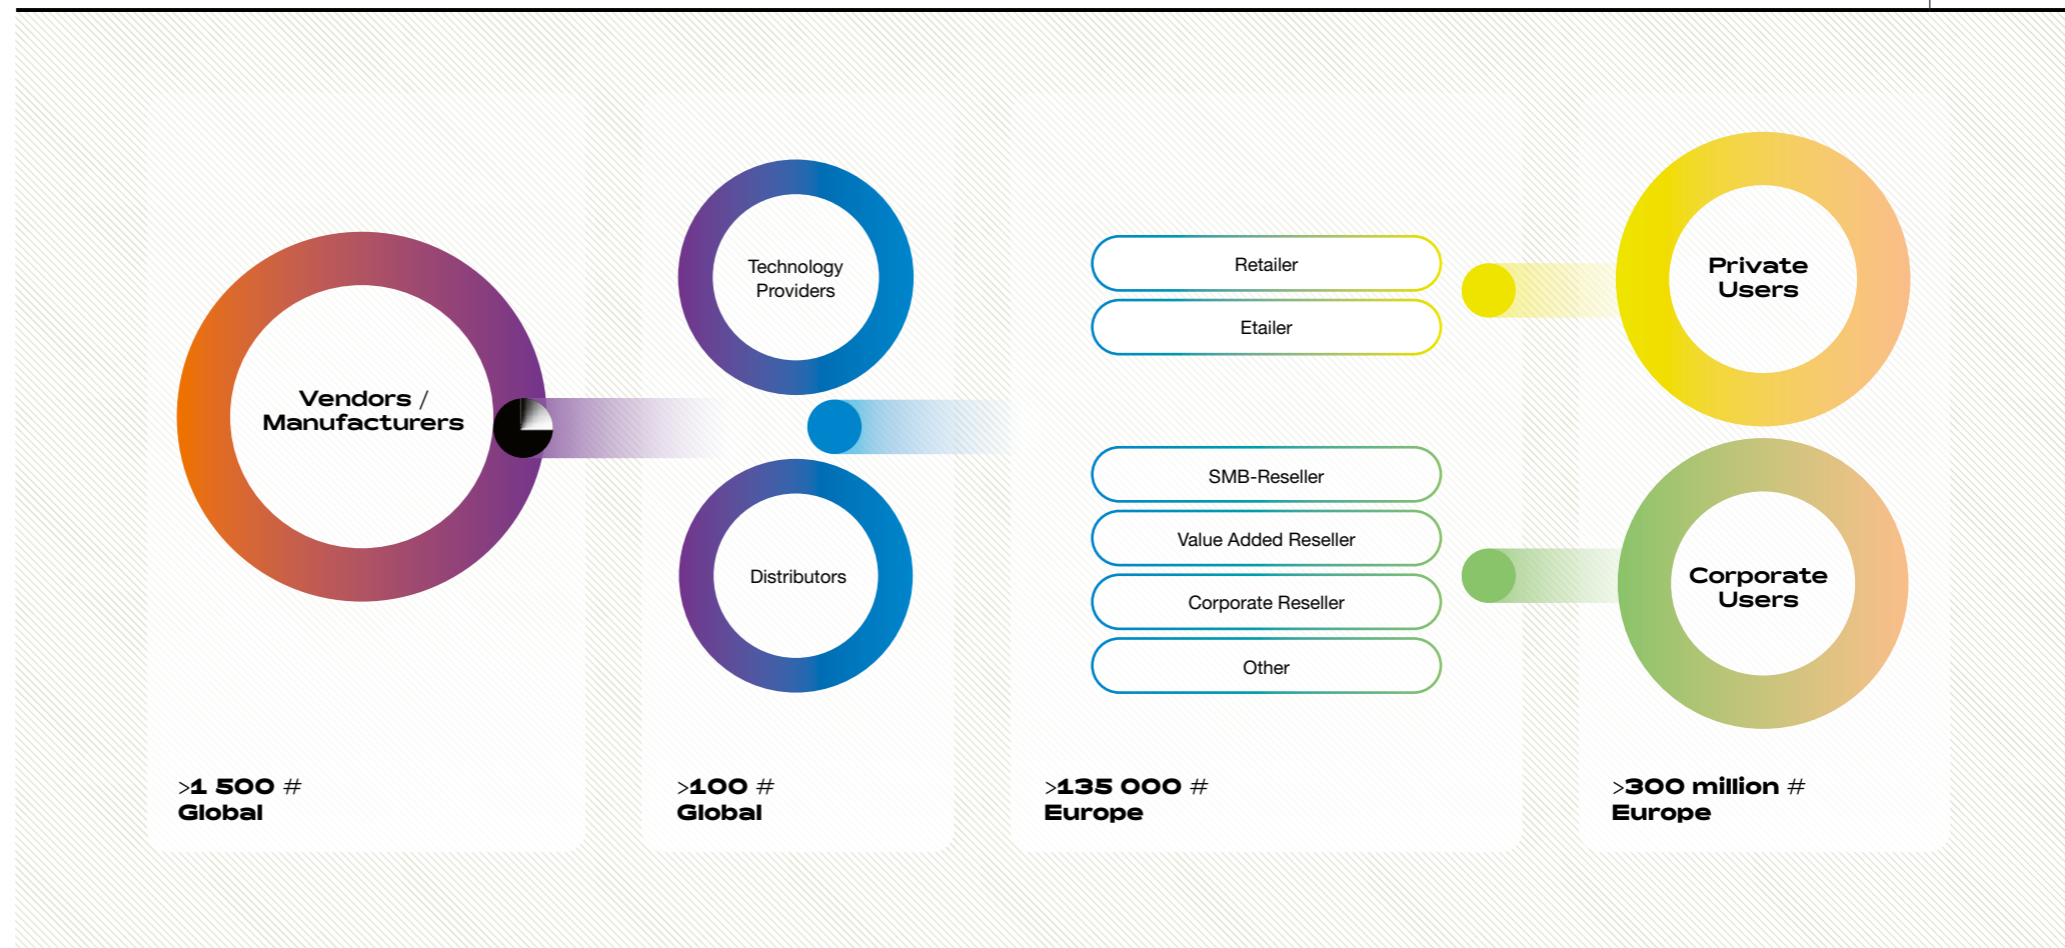 Vendors /
Manufacturers
>1 500 #
Global
Technology
Providers
Distributors
>100 #
Global
Retailer
Etailer
SMB-Reseller
Value Added Reseller
Corporate Reseller
Other
>135 000 #
Europe
Private
Users
Corporate
Users
>300 million #
Europe